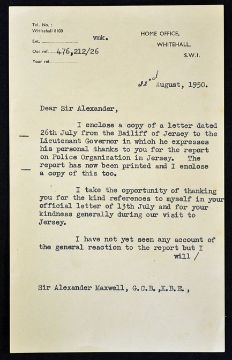 Tel. No.:
Whitehall 8100
Ext.
vnk.
Our ref. 476,212/26
Your ref.
HOME OFFICE,
WHITEHALL.
S.W.1.
22nd August, 1950.
Dear Sir Alexander,
I enclose a copy of a letter dated
26th July from the Bailiff of Jersey to the
Lieutenant Governor in which he expresses
his personal thanks to you for the report
on Police Organization in Jersey. The
report has now been printed and I enclose
a copy of this too.
I take the opportunity of thanking
you for the kind references to myself in your
official letter of 13th July and for your
kindness generally during our visit to
Jersey.
I have not yet seen any account of
the general reaction to the report but I
will /
Sir Alexander Maxwell, G.C.B.,K.B.E.,